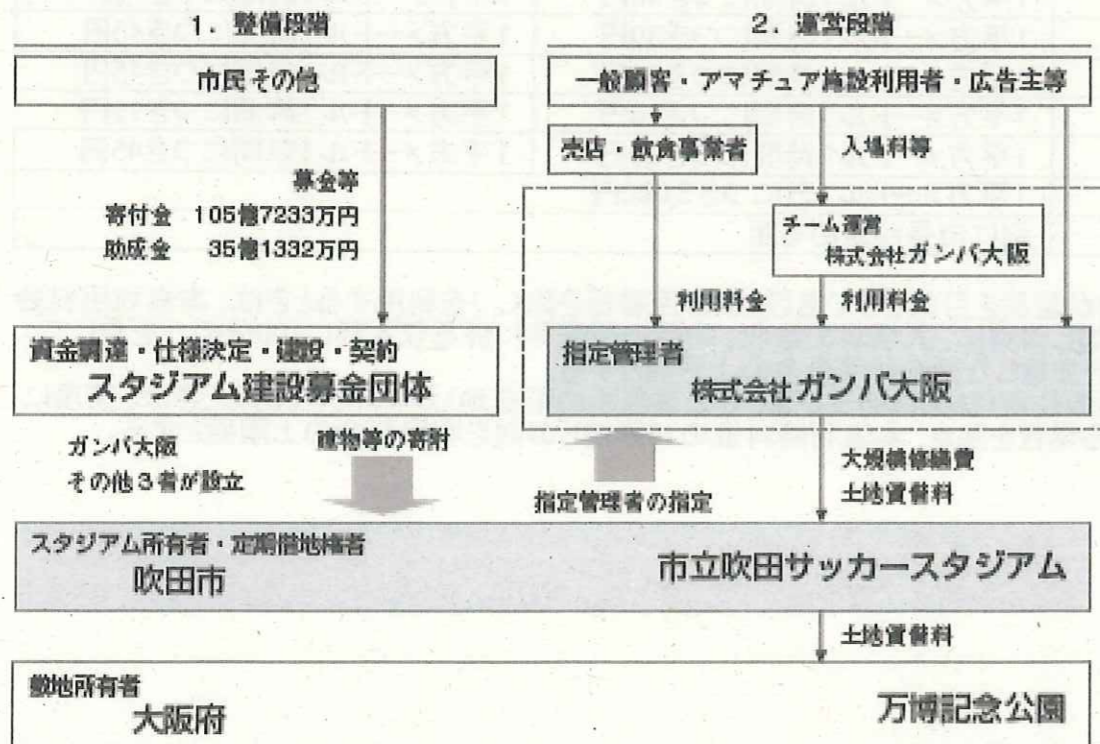 1．整備段階
市民その他
募金等
寄付金 105億7233万円
助成金 35億1332万円
資金調達・仕様決定・建設・契約
スタジアム建設募金団体
ガンバ大阪
その他3者が設立
建物等の寄附
2．運営段階
一般顧客・アマチュア施設利用者・広告主等
売店・飲食事業者
入場料等
チーム運営
株式会社ガンバ大阪
利用料金
利用料金
指定管理者
株式会社ガンバ大阪
指定管理者の指定
大規模修繕費
土地賃借料
スタジアム所有者・定期借地権者
吹田市
市立吹田サッカースタジアム
土地賃借料
敷地所有者
大阪府
万博記念公園